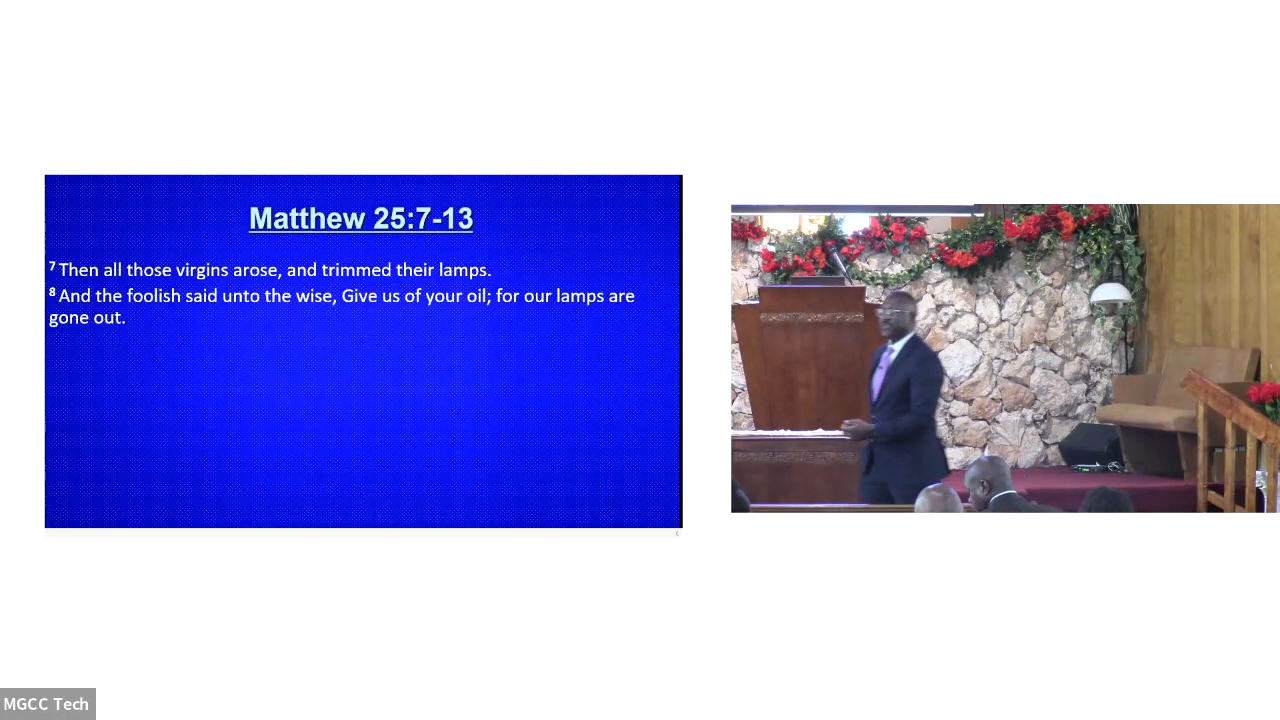 Matthew 25:7-13
7 Then all those virgins arose, and trimmed their lamps.
8 And the foolish said unto the wise, Give us of your oil; for our lamps are
gone out.
MGCC Tech